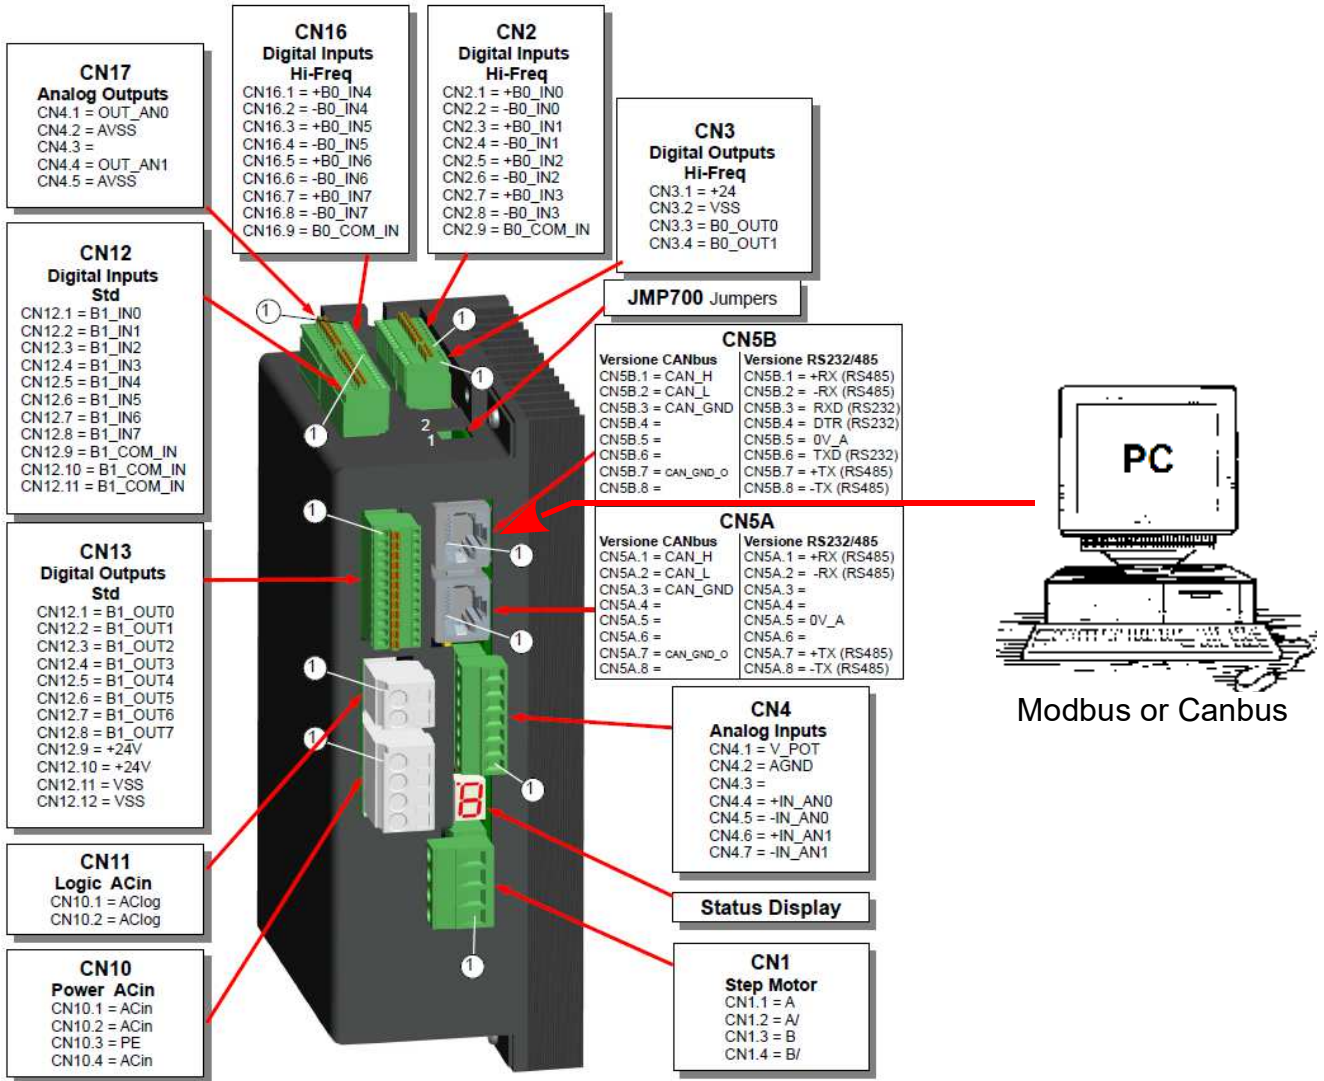 CN17
Analog Outputs
CN4.1 = OUT_AN0
CN4.2 = AVSS
CN4.3 =
CN4.4 = OUT_AN1
CN4.5 = AVSS
CN16
Digital Inputs
Hi-Freq
CN16.1 = +B0_IN4
CN16.2 = -B0_IN4
CN16.3 = +B0_IN5
CN16.4 = -B0_IN5
CN16.5 = +B0_IN6
CN16.6 = -B0_IN6
CN16.7 = +B0_IN7
CN16.8 = -B0_IN7
CN16.9 = B0_COM_IN
CN2
Digital Inputs
Hi-Freq
CN2.1 = +B0_IN0
CN2.2 = -B0_IN0
CN2.3 = +B0_IN1
CN2.4 = -B0_IN1
CN2.5 = +B0_IN2
CN2.6 = -B0_IN2
CN2.7 = +B0_IN3
CN2.8 = -B0_IN3
CN2.9 = B0_COM_IN
CN3
Digital Outputs
Hi-Freq
CN3.1 = +24
CN3.2 = VSS
CN3.3 = B0_OUT0
CN3.4 = B0_OUT1
CN12
Digital Inputs
Std
CN12.1 = B1_IN0
CN12.2 = B1_IN1
CN12.3 = B1_IN2
CN12.4 = B1_IN3
CN12.5 = B1_IN4
CN12.6 = B1_IN5
CN12.7 = B1_IN6
CN12.8 = B1_IN7
CN12.9 = B1_COM_IN
CN12.10 = B1_COM_IN
CN12.11 = B1_COM_IN
JMP700 Jumpers
CN5B
Versione CANbus
CN5B.1 = CAN_H
CN5B.2 = CAN_L
CN5B.3 = CAN_GND
CN5B.4 =
CN5B.5 =
CN5B.6 =
CN5B.7 = CAN_GND_O
CN5B.8 =
Versione RS232/485
CN5B.1 = +RX (RS485)
CN5B.2 = -RX (RS485)
CN5B.3 = RXD (RS232)
CN5B.4 = DTR (RS232)
CN5B.5 = 0V_A
CN5B.6 = TXD (RS232)
CN5B.7 = +TX (RS485)
CN5B.8 = -TX (RS485)
CN5A
Versione CANbus
CN5A.1 = CAN_H
CN5A.2 = CAN_L
CN5A.3 = CAN_GND
CN5A.4 =
CN5A.5 =
CN5A.6 =
CN5A.7 = CAN_GND_O
CN5A.8 =
Versione RS232/485
CN5A.1 = +RX (RS485)
CN5A.2 = -RX (RS485)
CN5A.3 =
CN5A.4 =
CN5A.5 = 0V_A
CN5A.6 =
CN5A.7 = +TX (RS485)
CN5A.8 = -TX (RS485)
PC
Modbus or Canbus
CN13
Digital Outputs
Std
CN12.1 = B1_OUT0
CN12.2 = B1_OUT1
CN12.3 = B1_OUT2
CN12.4 = B1_OUT3
CN12.5 = B1_OUT4
CN12.6 = B1_OUT5
CN12.7 = B1_OUT6
CN12.8 = B1_OUT7
CN12.9 = +24V
CN12.10 = +24V
CN12.11 = VSS
CN12.12 = VSS
CN4
Analog Inputs
CN4.1 = V_POT
CN4.2 = AGND
CN4.3 =
CN4.4 = +IN_AN0
CN4.5 = -IN_AN0
CN4.6 = +IN_AN1
CN4.7 = -IN_AN1
CN11
Logic ACin
CN10.1 = AClog
CN10.2 = AClog
Status Display
CN10
Power ACin
CN10.1 = ACin
CN10.2 = ACin
CN10.3 = PE
CN10.4 = ACin
CN1
Step Motor
CN1.1 = A
CN1.2 = A/
CN1.3 = B
CN1.4 = B/
1
1
1
1
2
1
1
1
1
1
1
1
8
1